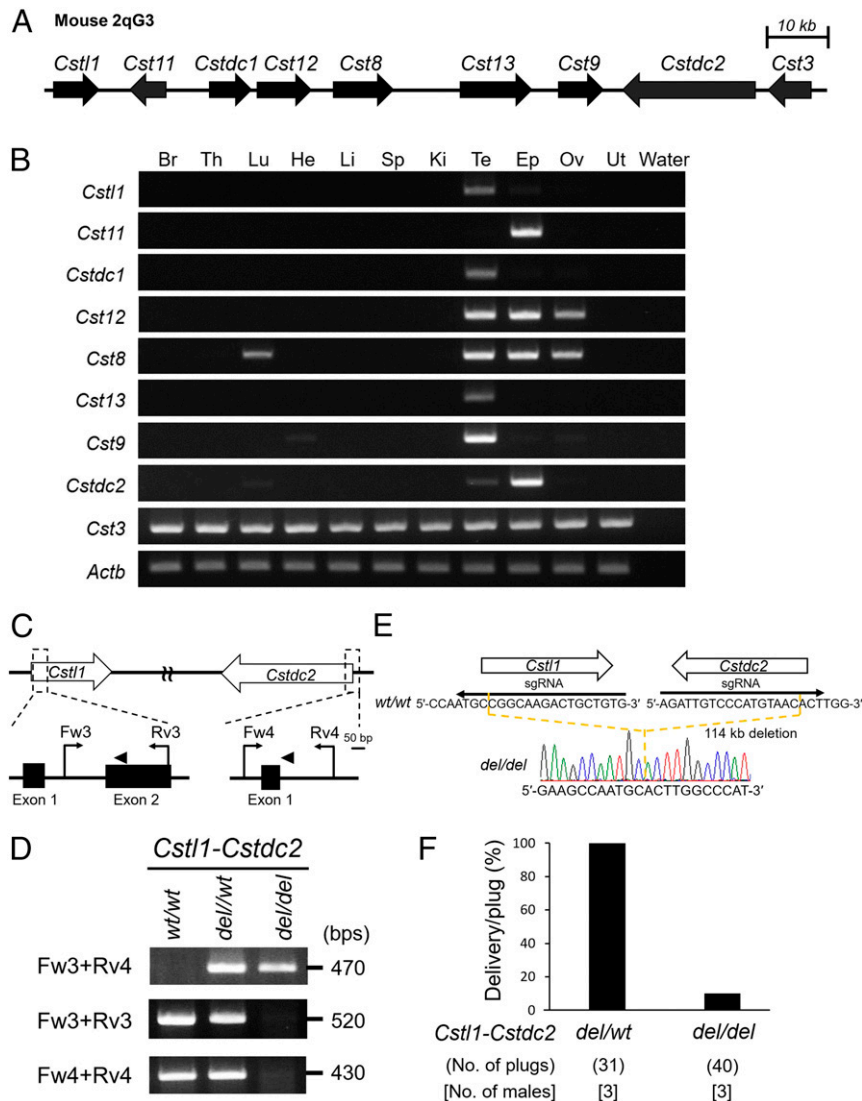 A
Mouse 2qG3
10 kb
Cstl1 Cst11 Cstdc1 Cst12 Cst8 Cst13 Cst9 Cstdc2 Cst3
B
Br Th Lu He Li Sp Ki Te Ep Ov Ut Water
Cstl1
Cst11
Cstdc1
Cst12
Cst8
Cst13
Cst9
Cstdc2
Cst3
Actb
C
Cstl1 Cstdc2
Fw3 Rv3 Fw4 Rv4 50 bp
Exon 1 Exon 2 Exon 1
D
Cstl1-Cstdc2
wt/wt del//wt del/del (bps)
Fw3+Rv4 470
Fw3+Rv3 520
Fw4+Rv4 430
E
Cstl1 Cstdc2
sgRNA sgRNA
wt/wt 5'-CCAATGCCGGCAAGACTGCTGTG-3' 5'-AGATTGTCCCATGTAACACTTGG-3'
114 kb deletion
del/del
5'-GAAGCCAATGCACTTGGCCCAT-3'
F
Delivery/plug (%)
100
80
60
40
20
0
Cstl1-Cstdc2 del/wt del/del
(No. of plugs) (31) (40)
[No. of males] [3] [3]